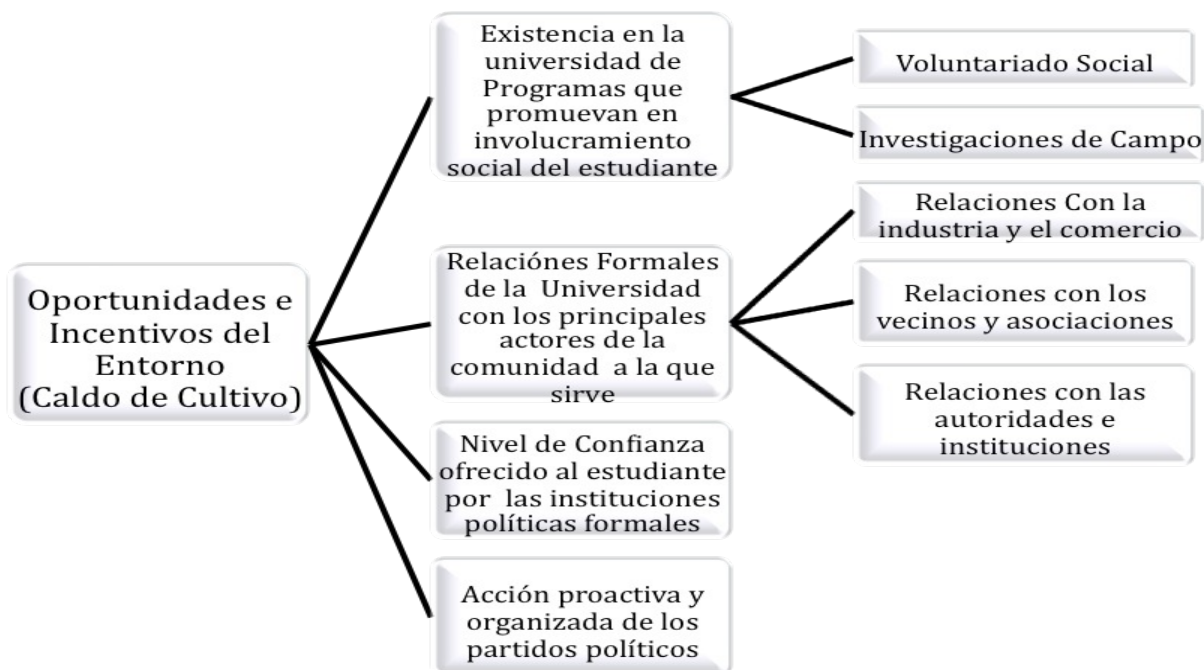 Oportunidades e
Incentivos del
Entorno
(Caldo de Cultivo)
Existencia en la
universidad de
Programas que
promuevan en
involucramiento
social del estudiante
Voluntariado Social
Investigaciones de Campo
Relaciónes Formales
de la Universidad
con los principales
actores de la
comunidad a la que
sirve
Relaciones Con la
industria y el comercio
Relaciones con los
vecinos y asociaciones
Relaciones con las
autoridades e
instituciones
Nivel de Confianza
ofrecido al estudiante
por las instituciones
políticas formales
Acción proactiva y
organizada de los
partidos políticos